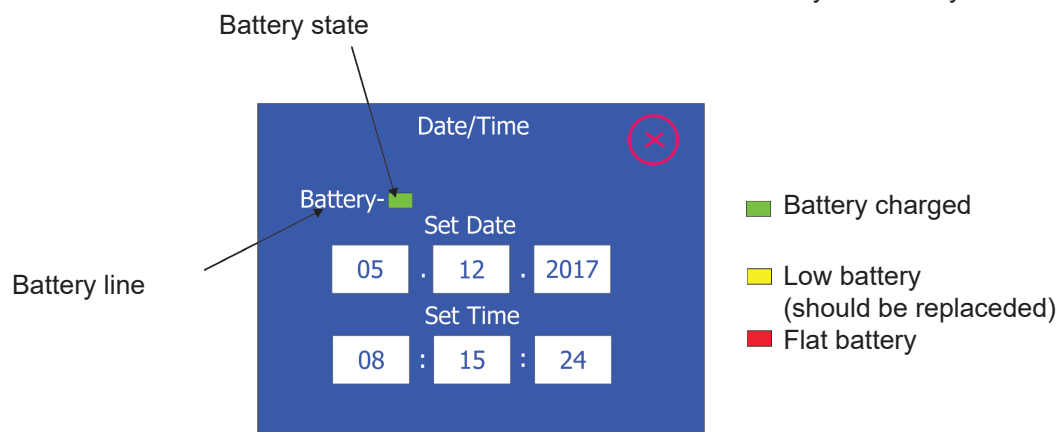 Battery state
Date/Time
Battery-
Set Date
05 . 12 . 2017
Set Time
08 : 15 : 24
Battery line
Battery charged
Low battery
(should be replaceded)
Flat battery